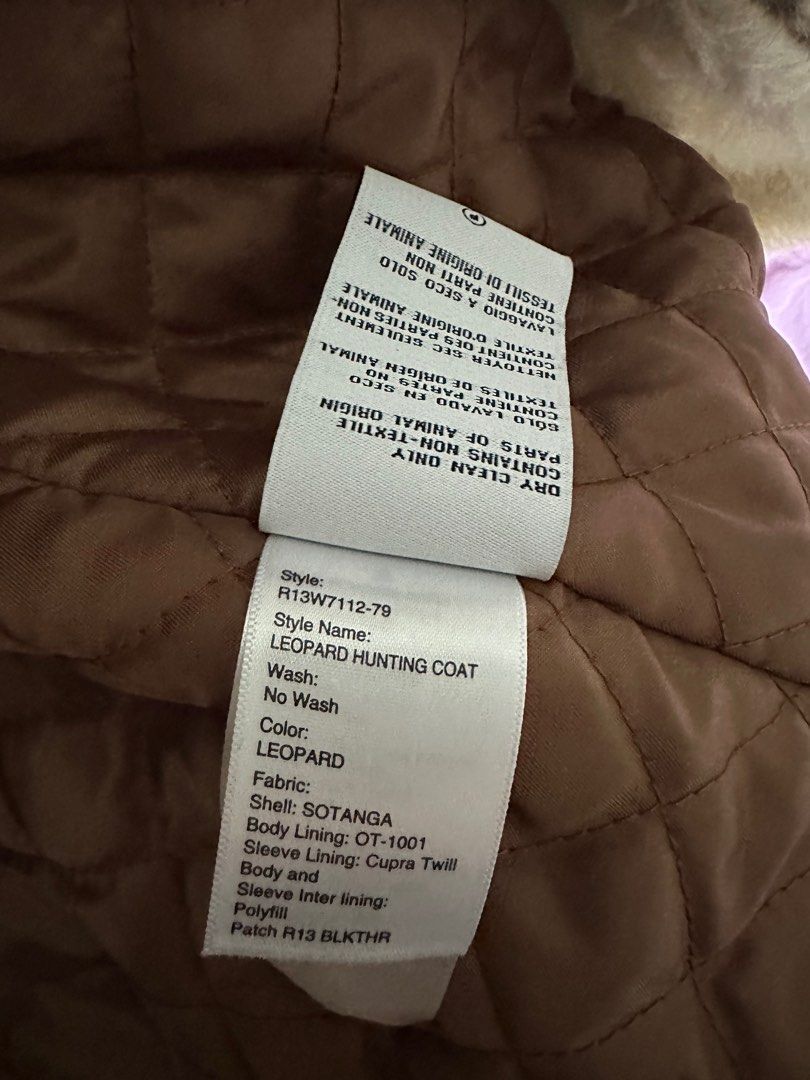 DRY CLEAN ONLY
CONTAINS NON-TEXTILE
PARTS OF ANIMAL ORIGIN
SÓLO LAVADO EN SECO
CONTIENE PARTES NO
TEXTILES DE ORIGEN ANIMAL
NETTOYER SEC SEULEMENT
CONTIENT DES PARTIES NON-
TEXTILE D'ORIGINE ANIMALE
LAVAGGIO A SECO SOLO
CONTIENE PARTI NON
TESSILI DI ORIGINE ANIMALE
Style:
R13W7112-79
Style Name:
LEOPARD HUNTING COAT
Wash:
No Wash
Color:
LEOPARD
Fabric:
Shell: SOTANGA
Body Lining: OT-1001
Sleeve Lining: Cupra Twill
Body and
Sleeve Inter lining:
Polyfill
Patch R13 BLKTHR